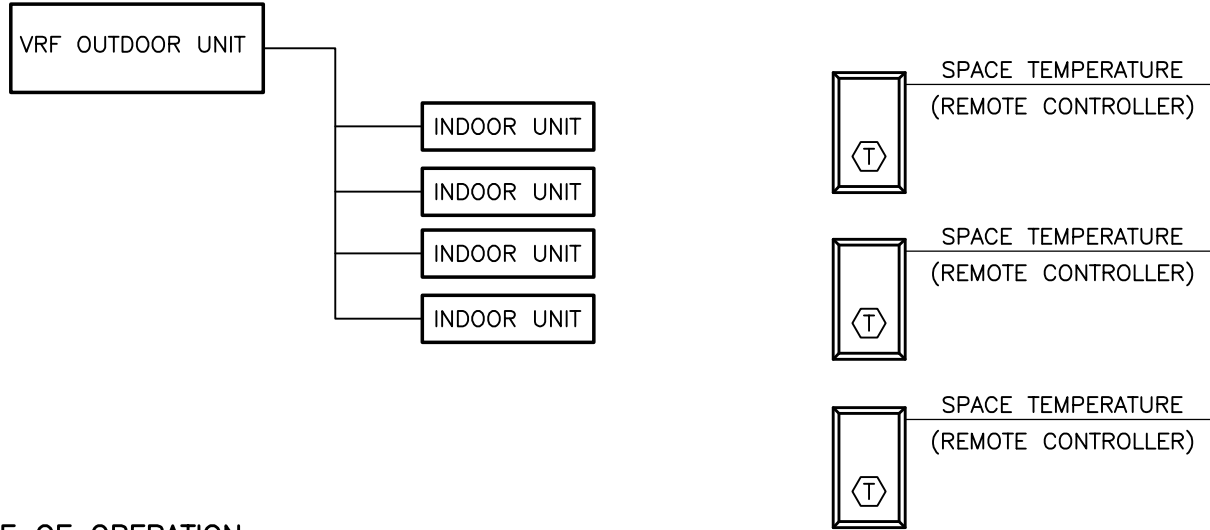 VRF OUTDOOR UNIT
INDOOR UNIT
INDOOR UNIT
INDOOR UNIT
INDOOR UNIT
SPACE TEMPERATURE
(REMOTE CONTROLLER)
T
SPACE TEMPERATURE
(REMOTE CONTROLLER)
T
SPACE TEMPERATURE
(REMOTE CONTROLLER)
T
OF OPERATION